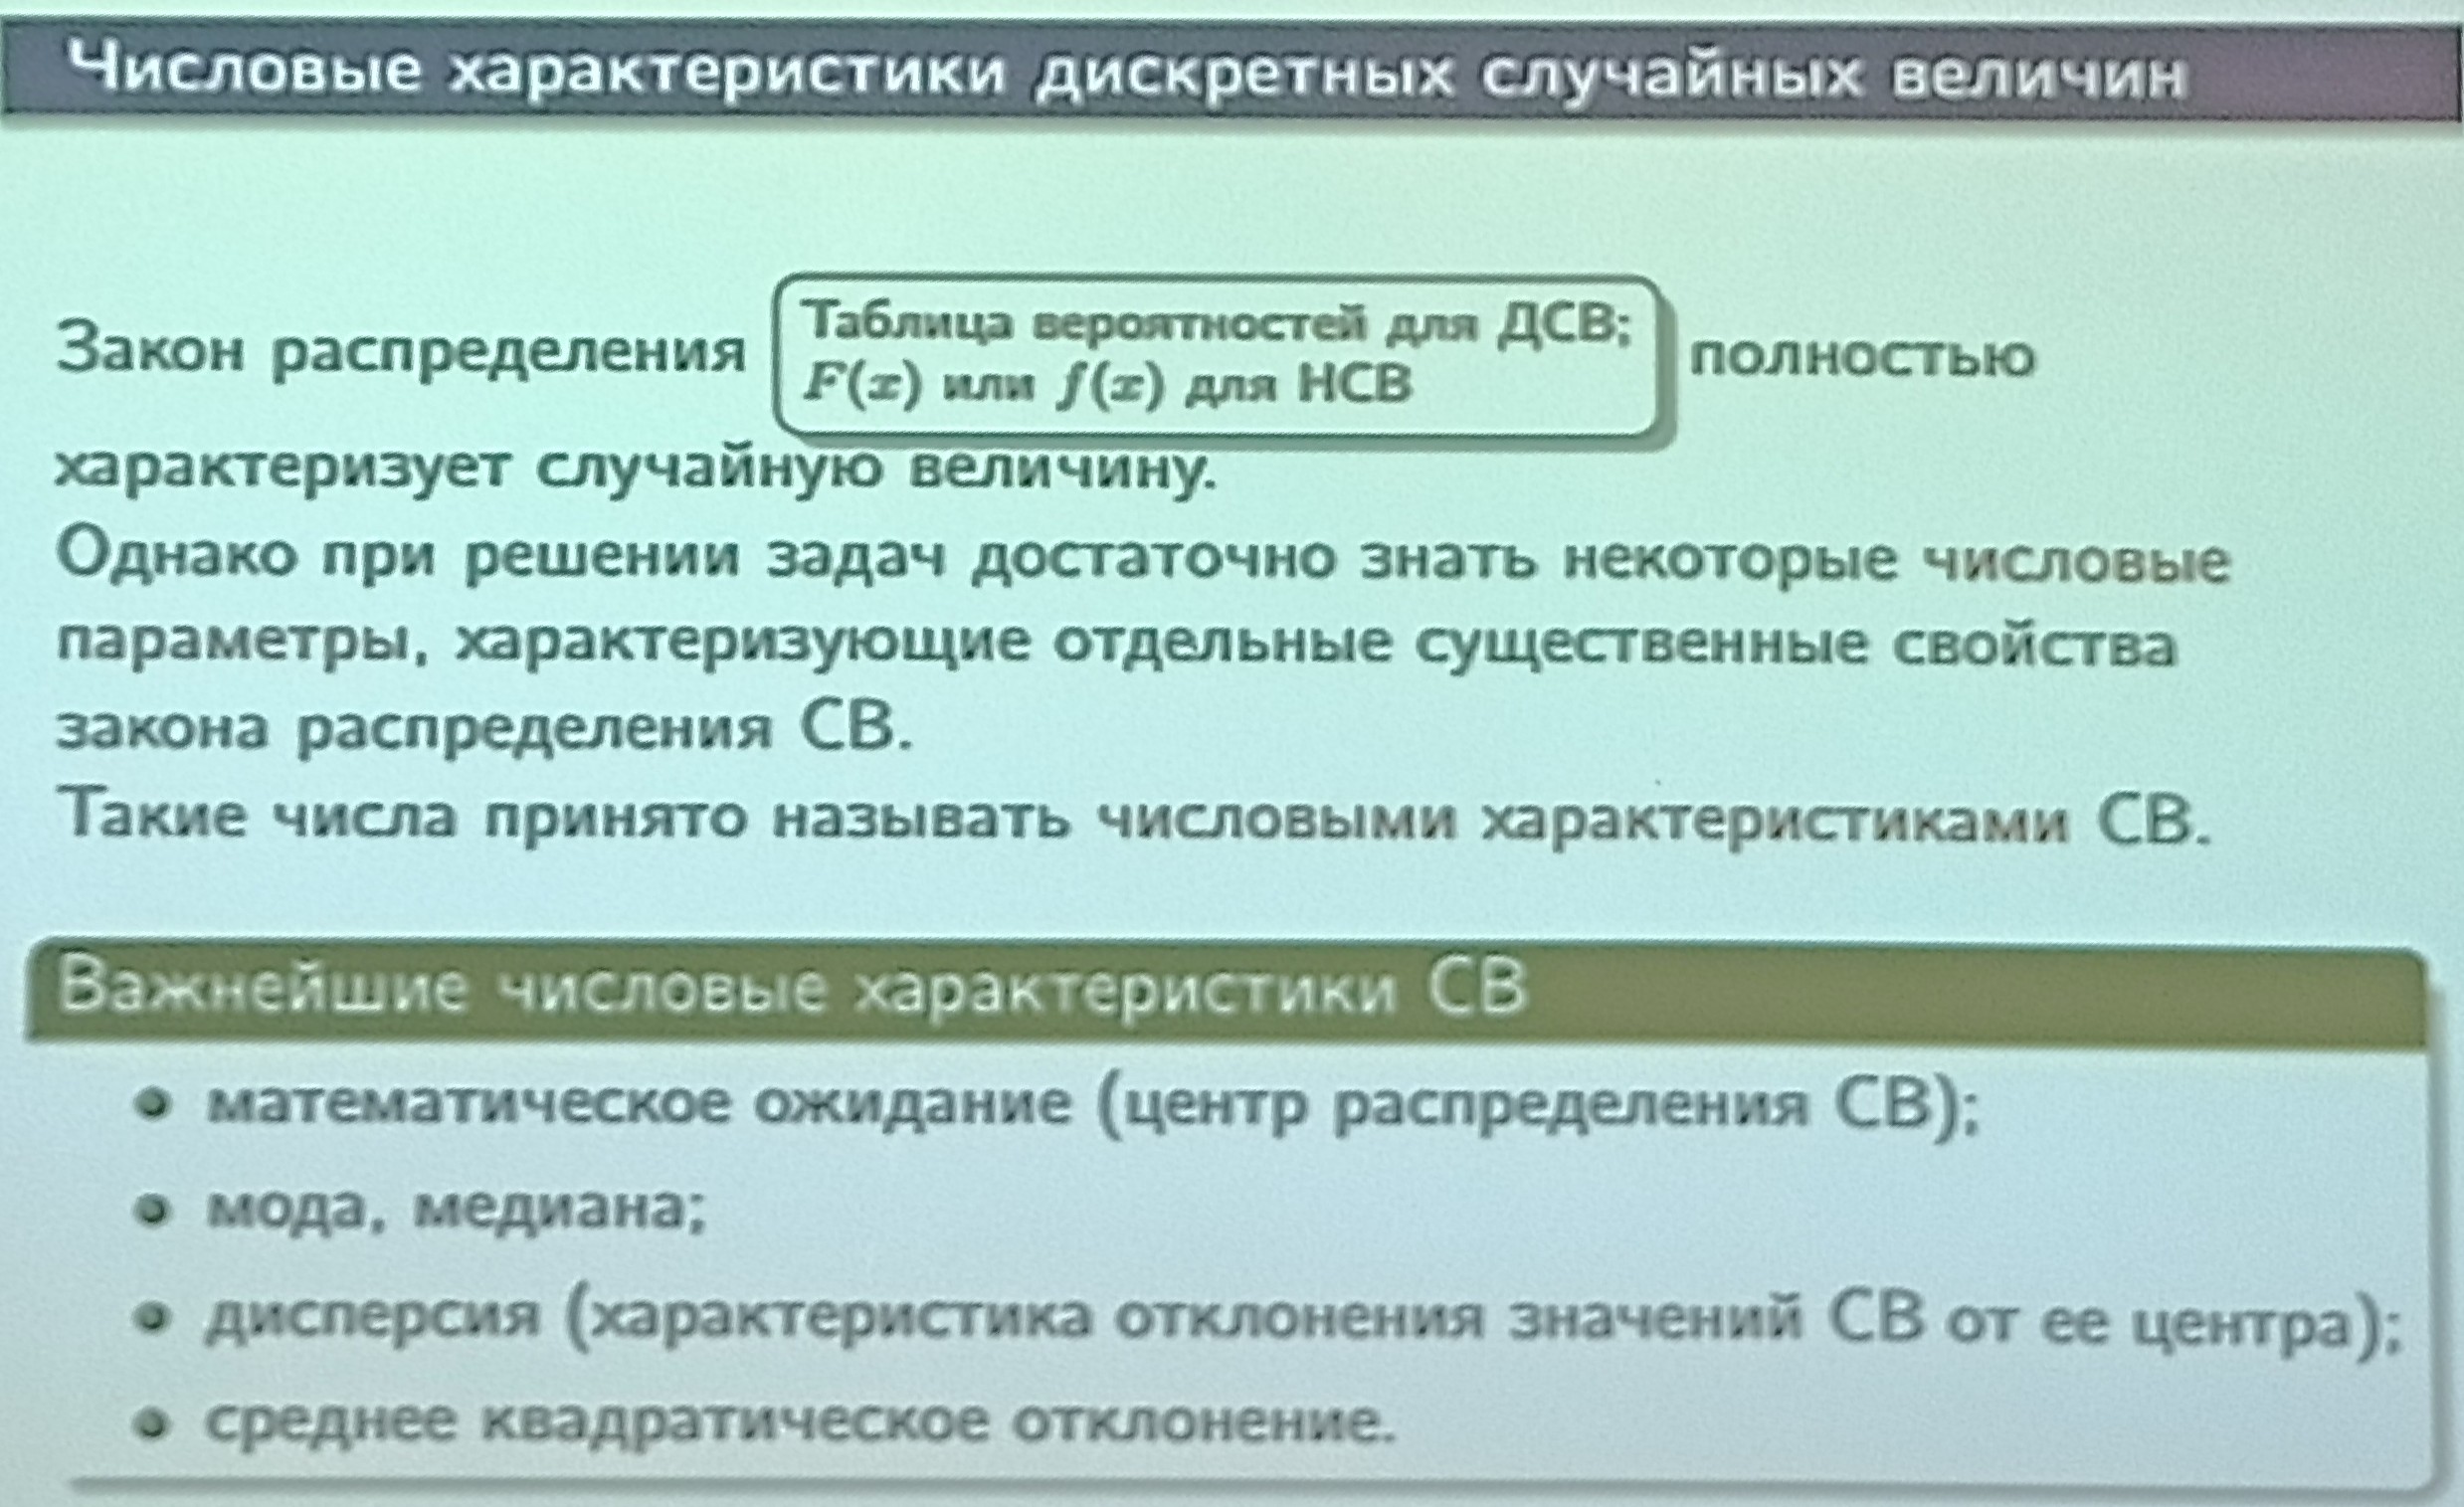 Числовые характеристики дискретных случайных величин
Закон распределения
Таблица вероятностей для ДСВ;
F(x) или f(x) для НСВ
полностью
характеризует случайную величину.
Однако при решении задач достаточно знать некоторые числовые
параметры, характеризующие отдельные существенные свойства
закона распределения СВ.
Такие числа принято называть числовыми характеристиками СВ.
Важнейшие числовые характеристики СВ
• математическое ожидание (центр распределения СВ);
• мода, медиана;
• дисперсия (характеристика отклонения значений СВ от ее центра);
• среднее квадратическое отклонение.